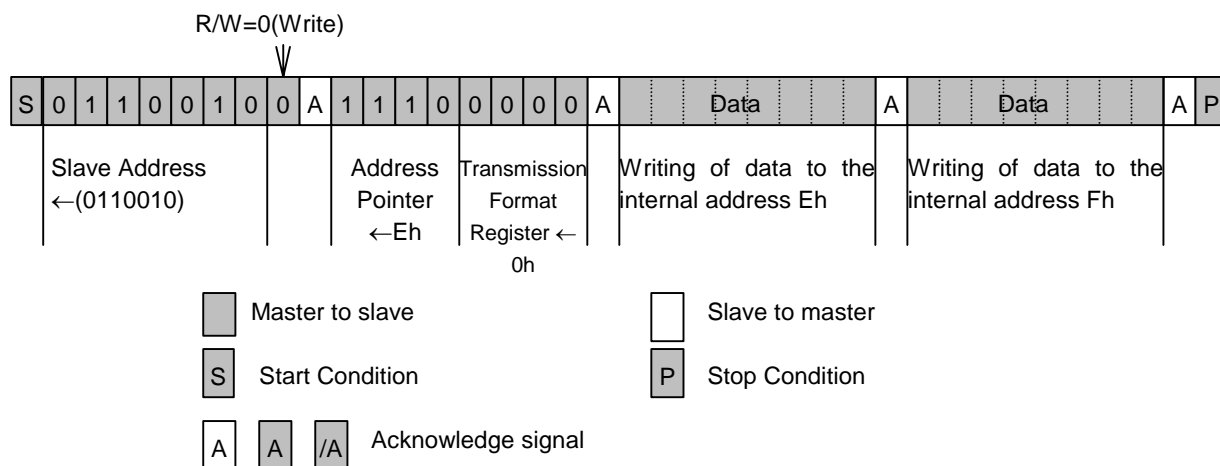 R/W=0(Write)
S 0 1 1 0 0 1 0 0 A 1 1 1 0 0 0 0 0 A Data A Data A P
Slave Address
←(0110010)
Address
Pointer
←Eh
Transmission
Format
Register ←
0h
Writing of data to the
internal address Eh
Writing of data to the
internal address Fh
Master to slave
Slave to master
S Start Condition
P Stop Condition
A A /A Acknowledge signal